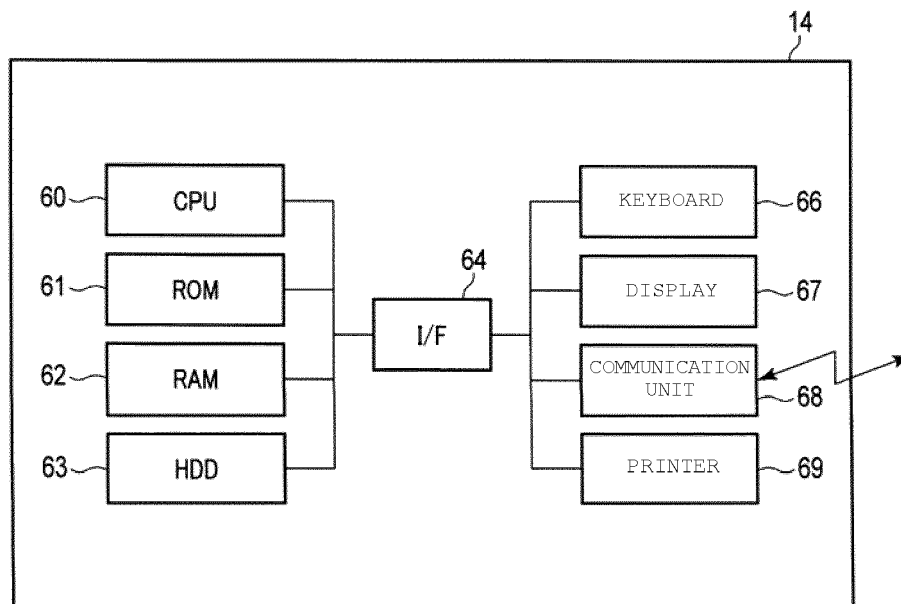 14
60
CPU
KEYBOARD
66
61
ROM
64
I/F
DISPLAY
67
62
RAM
COMMUNICATION
UNIT
68
63
HDD
PRINTER
69